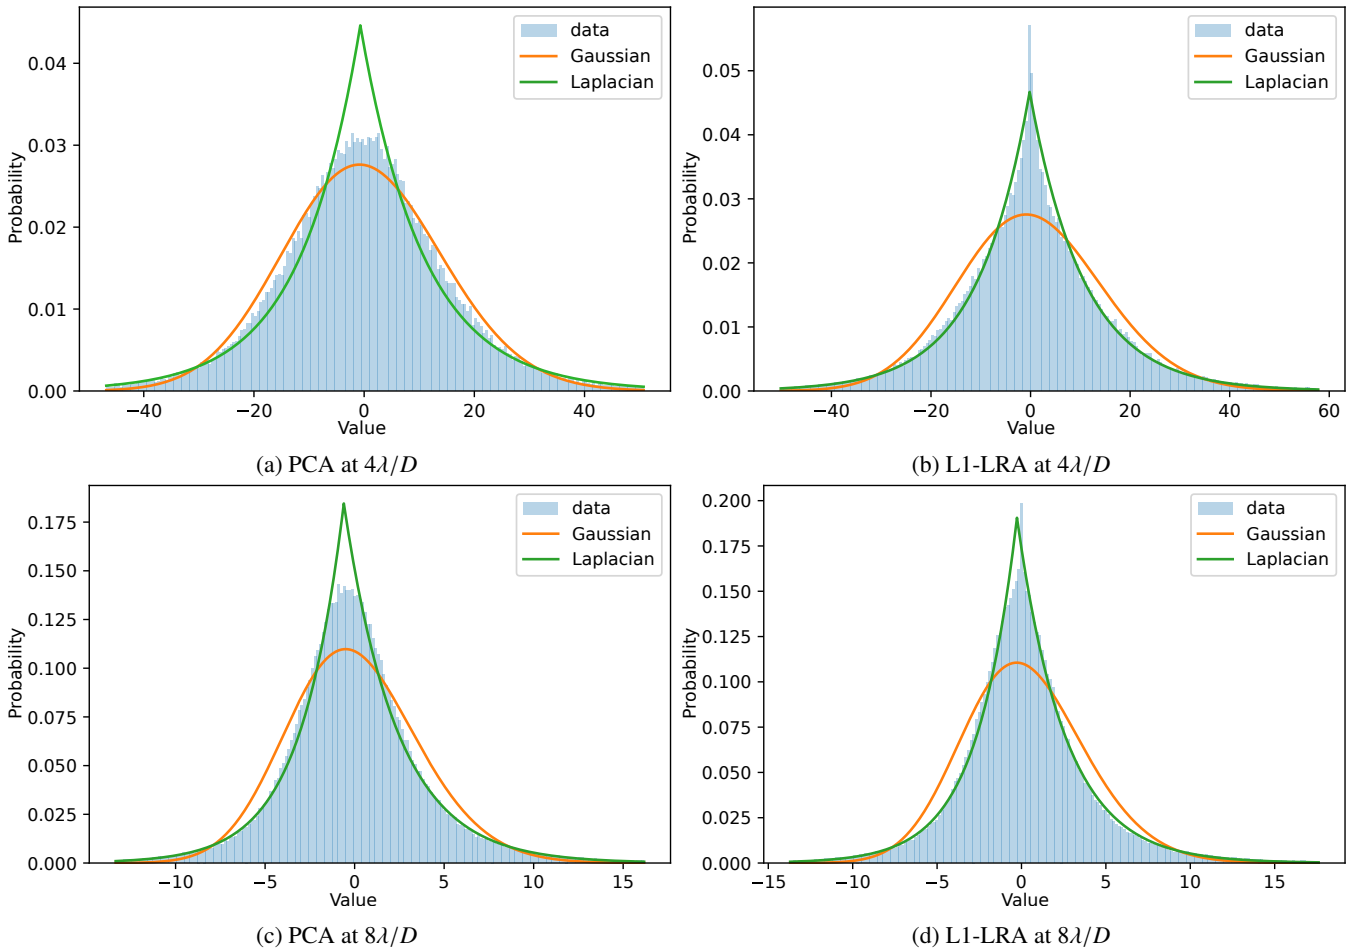 0.04
0.03
0.02
0.01
0.00
Probability
data
Gaussian
Laplacian
−40
−20
0
20
40
Value
(a) PCA at 4λ/D
0.05
0.04
0.03
0.02
0.01
0.00
Probability
data
Gaussian
Laplacian
−40
−20
0
20
40
60
Value
(b) L1-LRA at 4λ/D
0.175
0.150
0.125
0.100
0.075
0.050
0.025
0.000
Probability
data
Gaussian
Laplacian
−10
−5
0
5
10
15
Value
(c) PCA at 8λ/D
0.200
0.175
0.150
0.125
0.100
0.075
0.050
0.025
0.000
Probability
data
Gaussian
Laplacian
−15
−10
−5
0
5
10
15
Value
(d) L1-LRA at 8λ/D